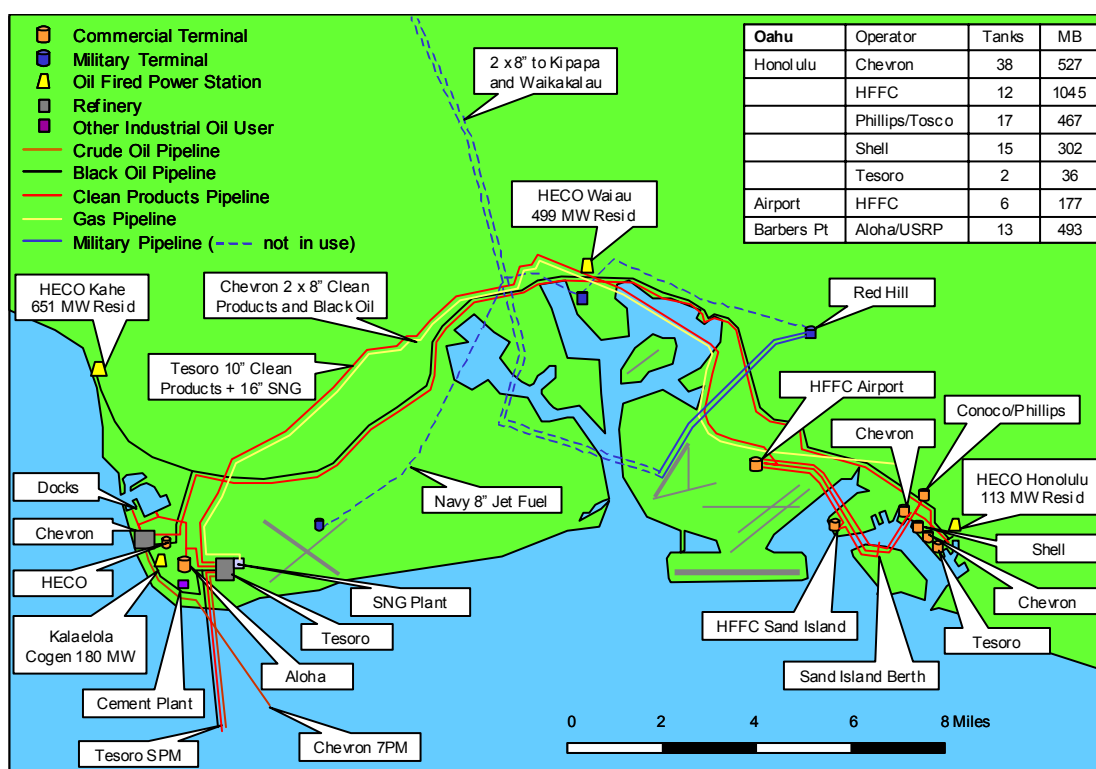 Commercial Terminal
Military Terminal
Oil Fired Power Station
Refinery
Other Industrial Oil User
Crude Oil Pipeline
Black Oil Pipeline
Clean Products Pipeline
Gas Pipeline
Military Pipeline ( not in use)
Oahu Operator Tanks MB
Honolulu Chevron 38 527
HFFC 12 1045
Phillips/Tosco 17 467
Shell 15 302
Tesoro 2 36
Airport HFFC 6 177
Barbers Pt Aloha/USRP 13 493
2 x 8” to Kipapa
and Waikakalau
HECO Waiau
499 MW Resid
HECO Kahe
651 MW Resid
Chevron 2 x 8” Clean
Products and Black Oil
Red Hill
Tesoro 10” Clean
Products + 16” SNG
HFFC Airport
Conoco/Phillips
Chevron
HECO Honolulu
113 MW Resid
Docks
Navy 8” Jet Fuel
Chevron
Shell
HECO
SNG Plant
Chevron
Kalaelola
Cogen 180 MW
Tesoro
HFFC Sand Island
Tesoro
Aloha
Sand Island Berth
Cement Plant
Tesoro SPM
Chevron 7PM
0 2 4 6 8 Miles